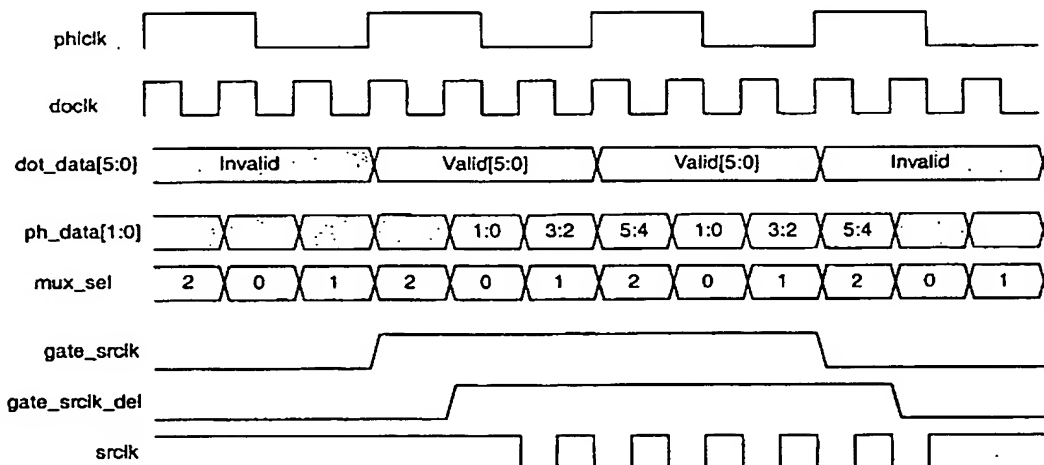 phiclk
doclk
dot_data[5:0] Invalid Valid[5:0] Valid[5:0] Invalid
ph_data[1:0] 1:0 3:2 5:4 1:0 3:2 5:4
mux_sel 2 0 1 2 0 1 2 0 1 2 0 1
gate_srclk
gate_srclk_del
srclk